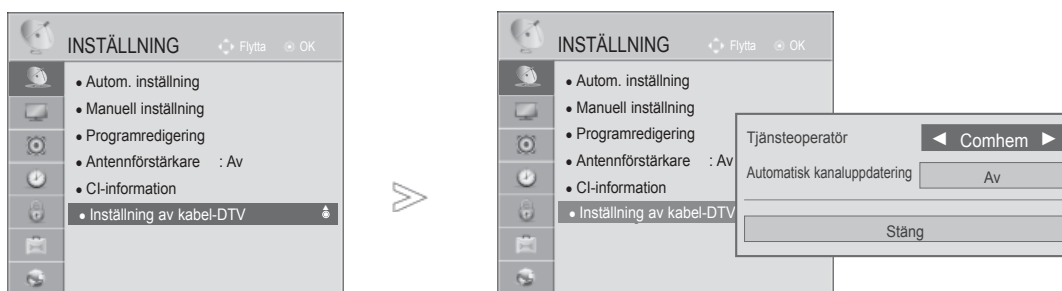 INSTÄLLNING
Flytta
OK
• Autom. inställning
• Manuell inställning
• Programredigering
• Antennförstärkare : Av
• CI-information
• Inställning av kabel-DTV
INSTÄLLNING
Flytta
OK
• Autom. inställning
• Manuell inställning
• Programredigering
• Antennförstärkare : Av
• CI-information
• Inställning av kabel-DTV
Tjänsteoperatör ◄ Comhem ►
Automatisk kanaluppdatering Av
Stäng